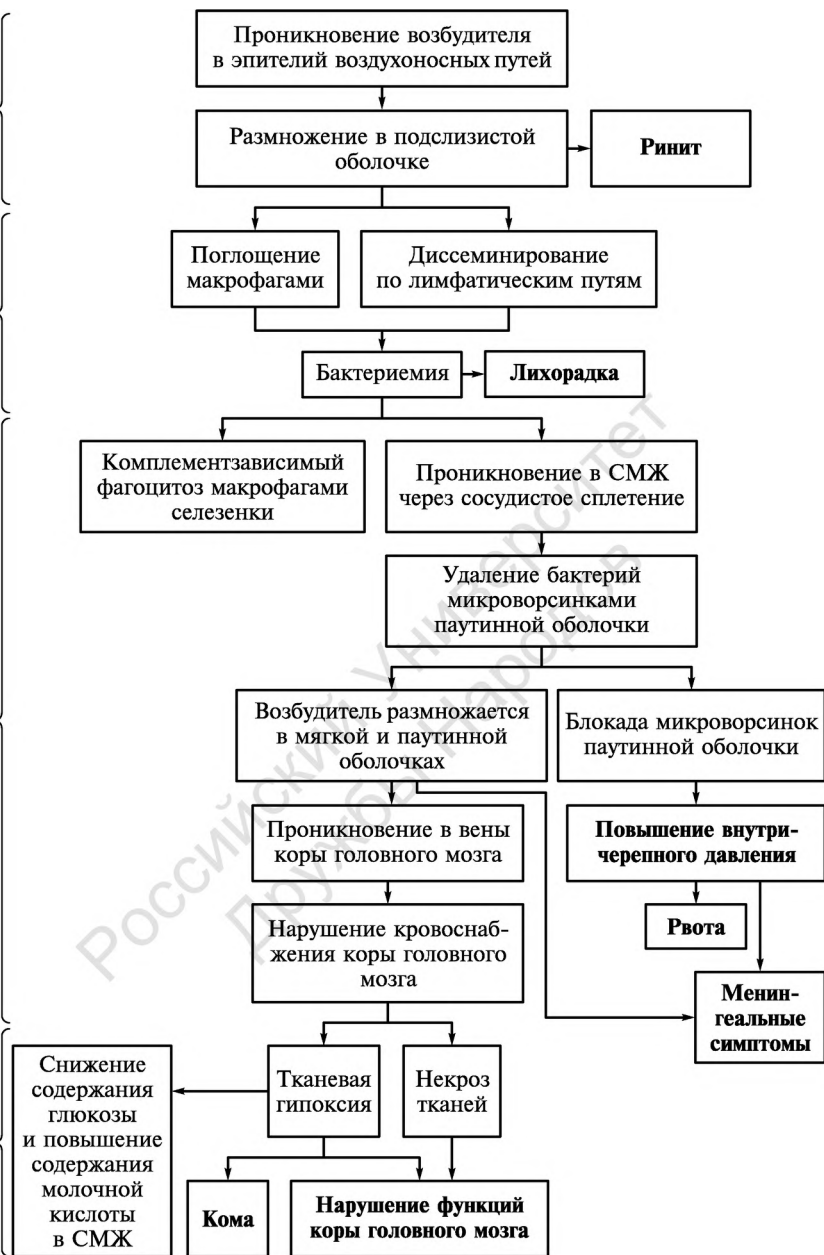 Проникновение возбудителя
в эпителий воздухоносных путей
Размножение в подслизистой
оболочке
Ринит
Поглощение
макрофагами
Диссеминирование
по лимфатическим путям
Бактериемия
Лихорадка
Комплементзависимый
фагоцитоз макрофагами
селезенки
Проникновение в СМЖ
через сосудистое сплетение
Удаление бактерий
микроворсинками
паутинной оболочки
Возбудитель размножается
в мягкой и паутинной
оболочках
Блокада микроворсинок
паутинной оболочки
Проникновение в вены
коры головного мозга
Повышение внутри-
черепного давления
Нарушение кровоснаб-
жения коры головного
мозга
Рвота
Менин-
геальные
симптомы
Снижение
содержания
глюкозы
и повышение
содержания
молочной
кислоты
в СМЖ
Тканевая
гипоксия
Некроз
тканей
Кома
Нарушение функций
коры головного мозга
Российский Университет
Дружбы Народов